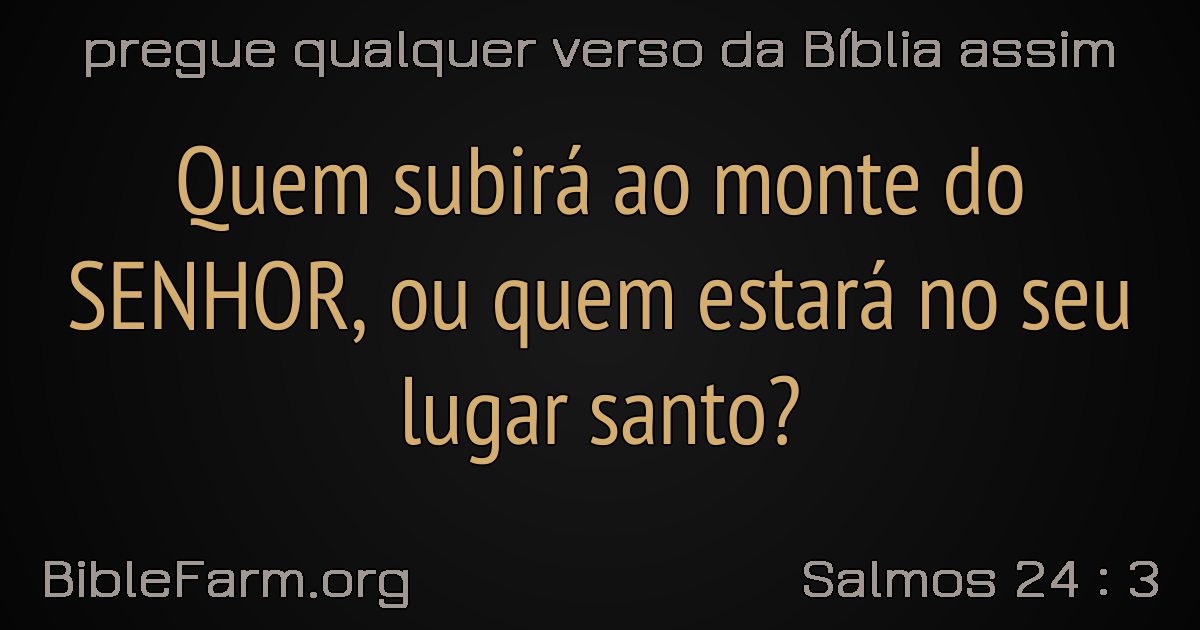 pregue qualquer verso da Bíblia assim
Quem subirá ao monte do
SENHOR, ou quem estará no seu
lugar santo?
BibleFarm.org
Salmos 24 : 3